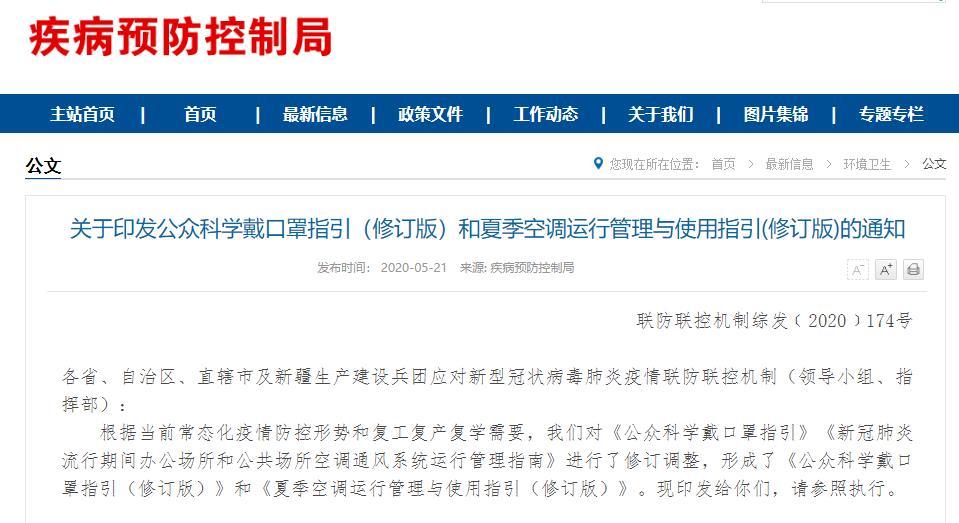 疾病预防控制局
主站首页 | 首页 | 最新信息 | 政策文件 | 工作动态 | 关于我们 | 图片集锦 | 专题专栏
公文 您现在所在位置： 首页 > 最新信息 > 环境卫生 > 公文
关于印发公众科学戴口罩指引（修订版）和夏季空调运行管理与使用指引(修订版)的通知
发布时间： 2020-05-21 来源: 疾病预防控制局 A- A+
联防联控机制综发﹝2020﹞174号
各省、自治区、直辖市及新疆生产建设兵团应对新型冠状病毒肺炎疫情联防联控机制（领导小组、指
挥部）：
根据当前常态化疫情防控形势和复工复产复学需要，我们对《公众科学戴口罩指引》《新冠肺炎
流行期间办公场所和公共场所空调通风系统运行管理指南》进行了修订调整，形成了《公众科学戴口
罩指引（修订版）》和《夏季空调运行管理与使用指引（修订版）》。现印发给你们，请参照执行。